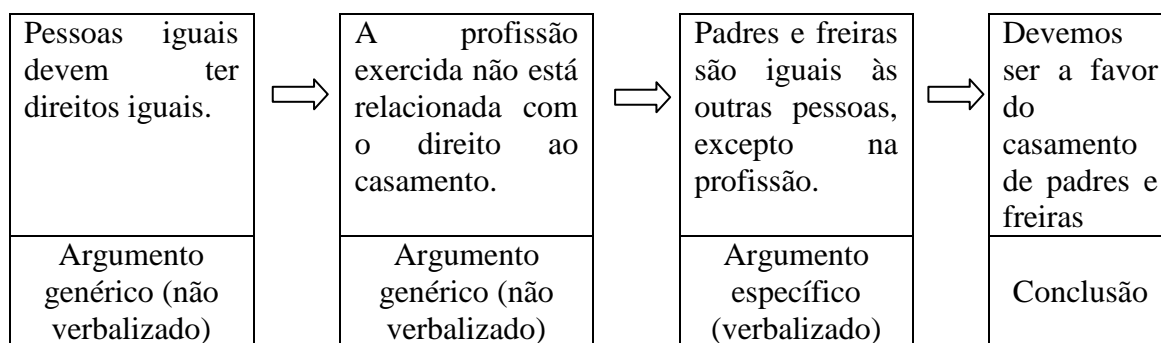 Pessoas iguais
devem ter
direitos iguais.
Argumento
genérico (não
verbalizado)
A profissão
exercida não está
relacionada com
o direito ao
casamento.
Argumento
genérico (não
verbalizado)
Padres e freiras
são iguais às
outras pessoas,
excepto na
profissão.
Argumento
específico
(verbalizado)
Devemos
ser a favor
do
casamento
de padres e
freiras
Conclusão